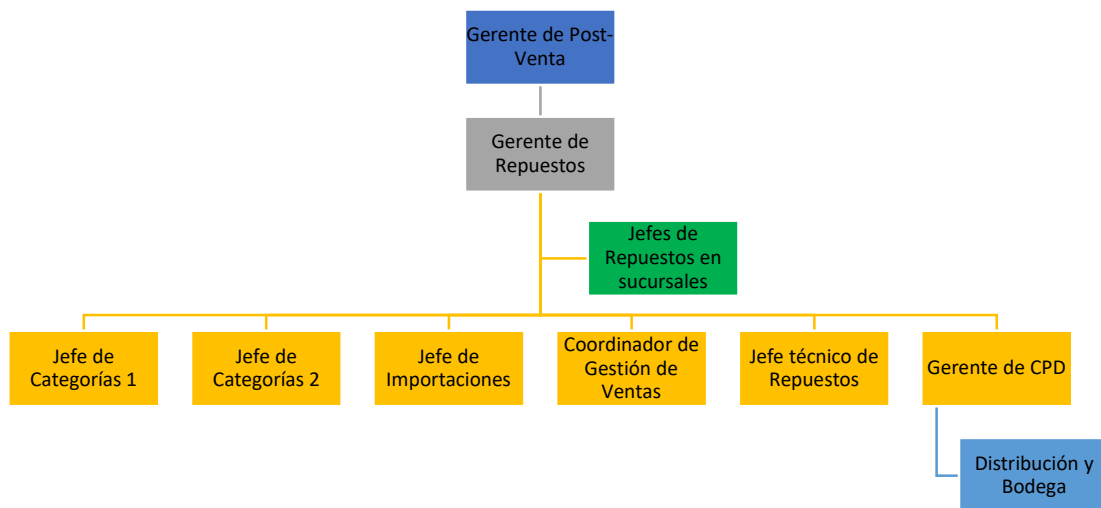 Gerente de Post-
Venta
Gerente de
Repuestos
Jefes de
Repuestos en
sucursales
Jefe de
Categorías 1
Jefe de
Categorías 2
Jefe de
Importaciones
Coordinador de
Gestión de
Ventas
Jefe técnico de
Repuestos
Gerente de CPD
Distribución y
Bodega